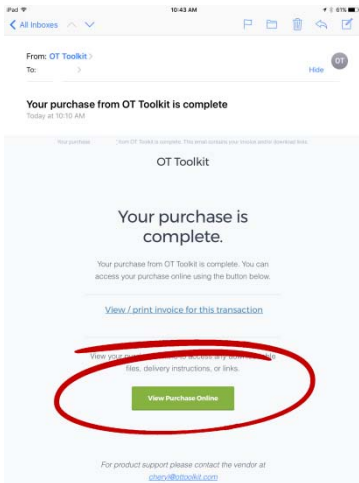 iPad
10:43 AM
81%
All Inboxes
From: OT Toolkit
To:
Hide
OT
Your purchase from OT Toolkit is complete
Today at 10:10 AM
Your purchase from OT Toolkit is complete. This email contains your invoice and/or download links.
OT Toolkit
Your purchase is
complete.
Your purchase from OT Toolkit is complete. You can
access your purchase online using the button below.
View / print invoice for this transaction
View your to access any
files, delivery instructions, or links.
View Purchase Online
For product support please contact the vendor at
cheryl@ottoolkit.com